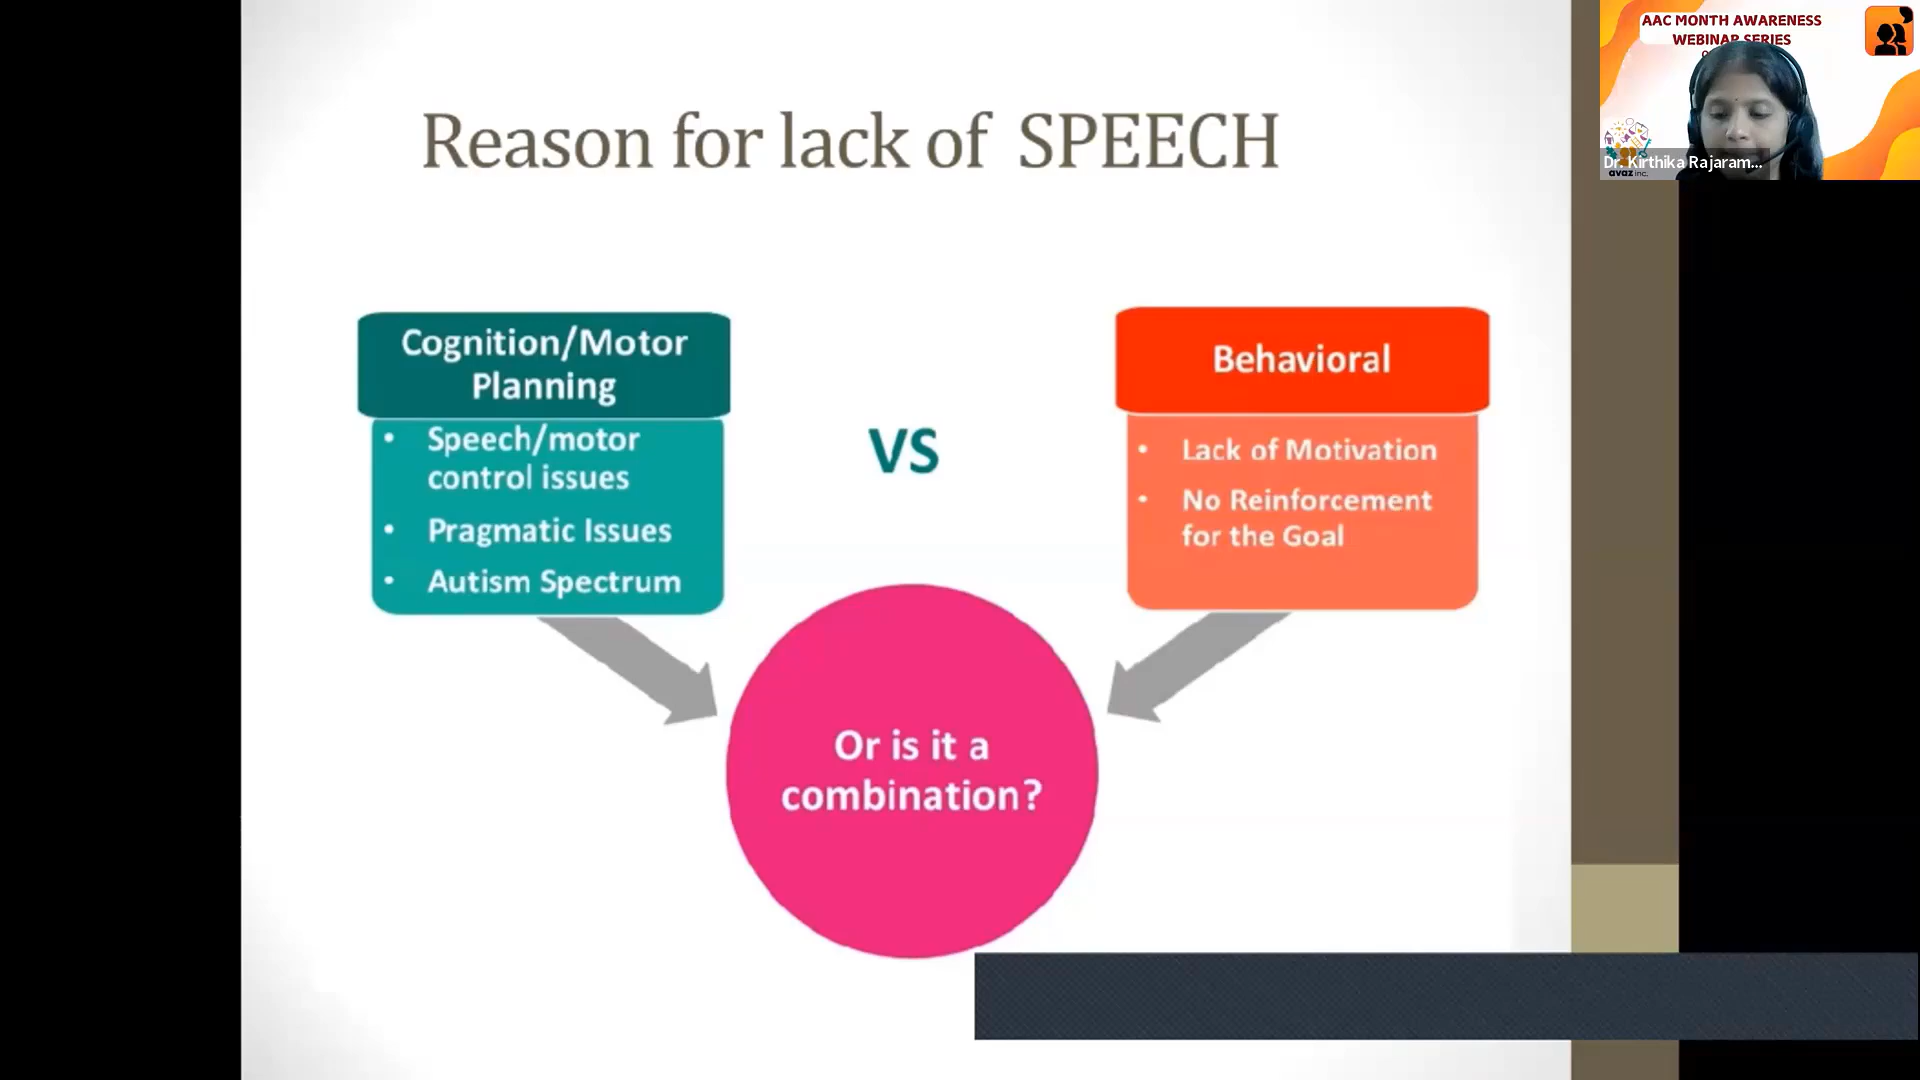 AAC MONTH AWARENESS
WEBINAR SERIES
Dr. Kirthika Rajaram...
avaz inc.
Reason for lack of SPEECH
Cognition/Motor
Planning
• Speech/motor
control issues
• Pragmatic Issues
• Autism Spectrum
VS
Behavioral
• Lack of Motivation
• No Reinforcement
for the Goal
Or is it a
combination?